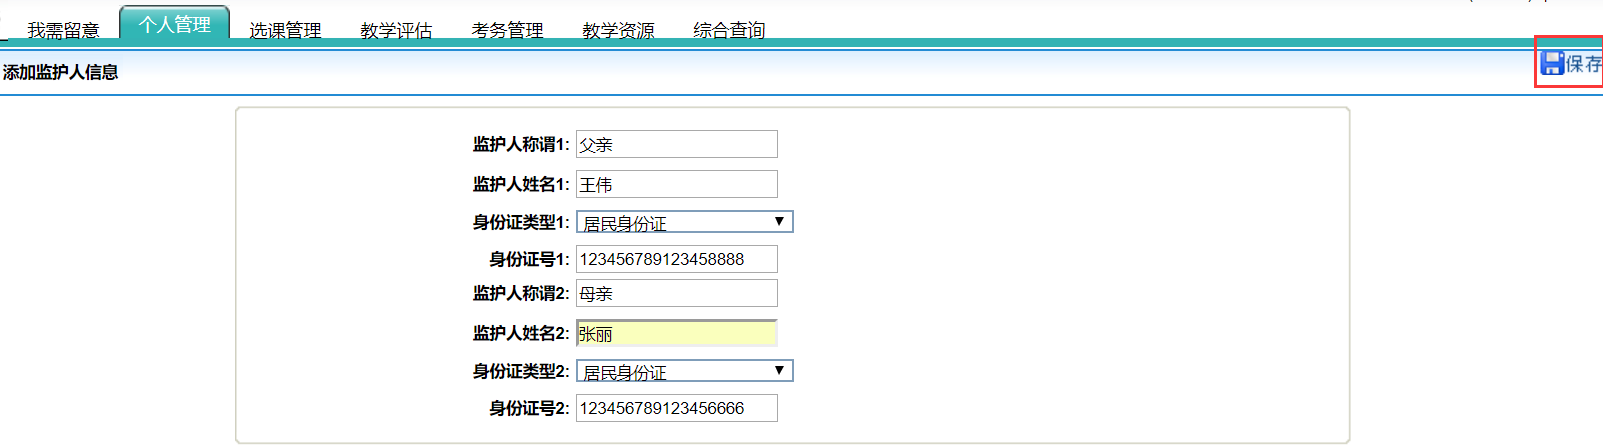 我需留意 个人管理 选课管理 教学评估 考务管理 教学资源 综合查询
添加监护人信息 保存
监护人称谓1: 父亲
监护人姓名1: 王伟
身份证类型1: 居民身份证
身份证号1: 123456789123458888
监护人称谓2: 母亲
监护人姓名2: 张丽
身份证类型2: 居民身份证
身份证号2: 123456789123456666